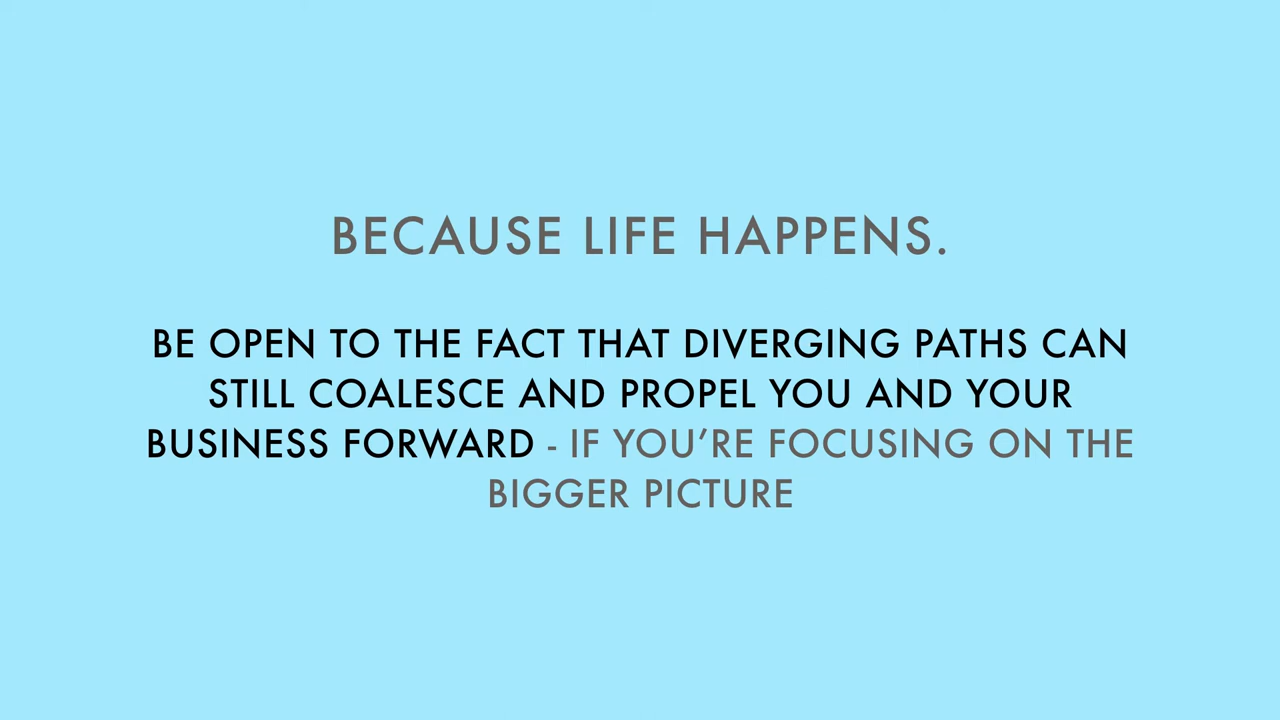 BECAUSE LIFE HAPPENS.
BE OPEN TO THE FACT THAT DIVERGING PATHS CAN
STILL COALESCE AND PROPEL YOU AND YOUR
BUSINESS FORWARD - IF YOU’RE FOCUSING ON THE
BIGGER PICTURE